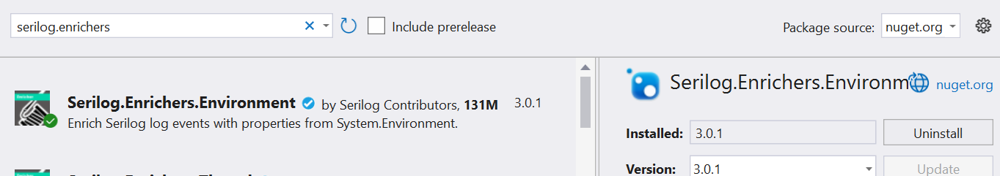 serilog.enrichers
Include prerelease
Package source: nuget.org
Serilog.Enrichers.Environment by Serilog Contributors, 131M 3.0.1
Enrich Serilog log events with properties from System.Environment.
Serilog.Enrichers.Environm nuget.org
Installed: 3.0.1 Uninstall
Version: 3.0.1 Update